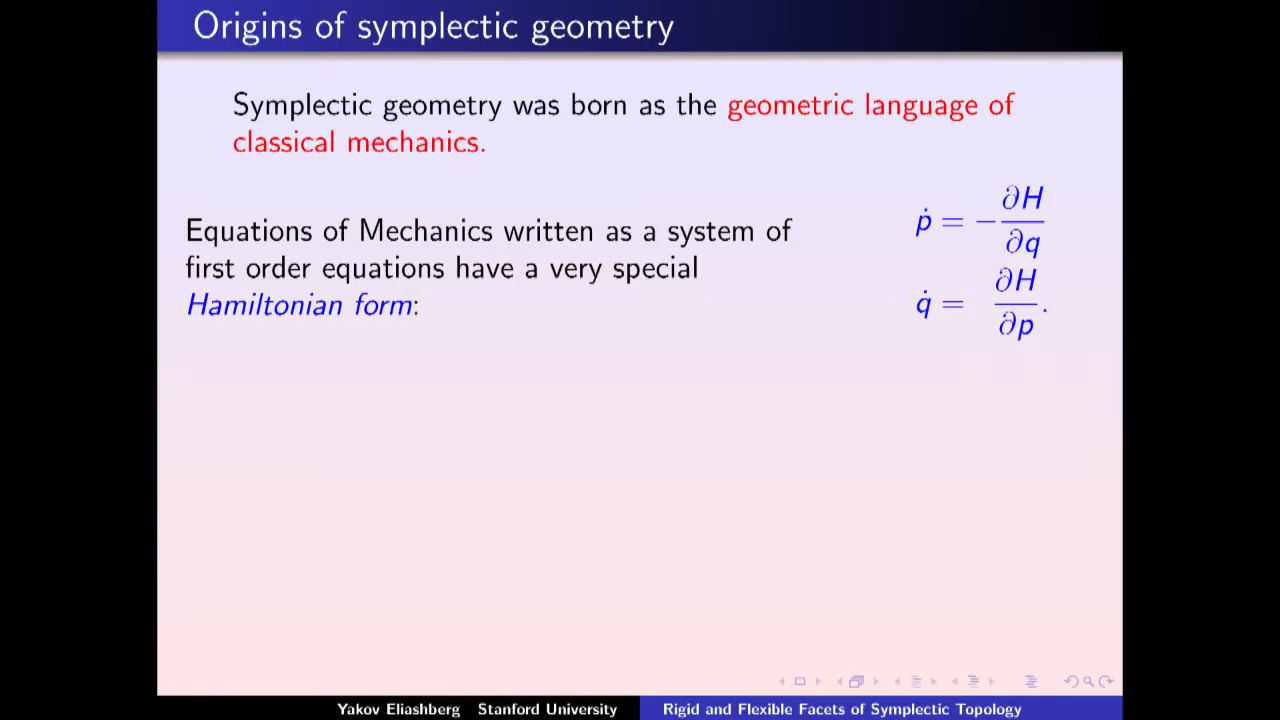 Origins of symplectic geometry
Symplectic geometry was born as the geometric language of
classical mechanics.
Equations of Mechanics written as a system of
first order equations have a very special
Hamiltonian form:
ṗ = −∂H/∂q
q̇ = ∂H/∂p.
Yakov Eliashberg Stanford University
Rigid and Flexible Facets of Symplectic Topology